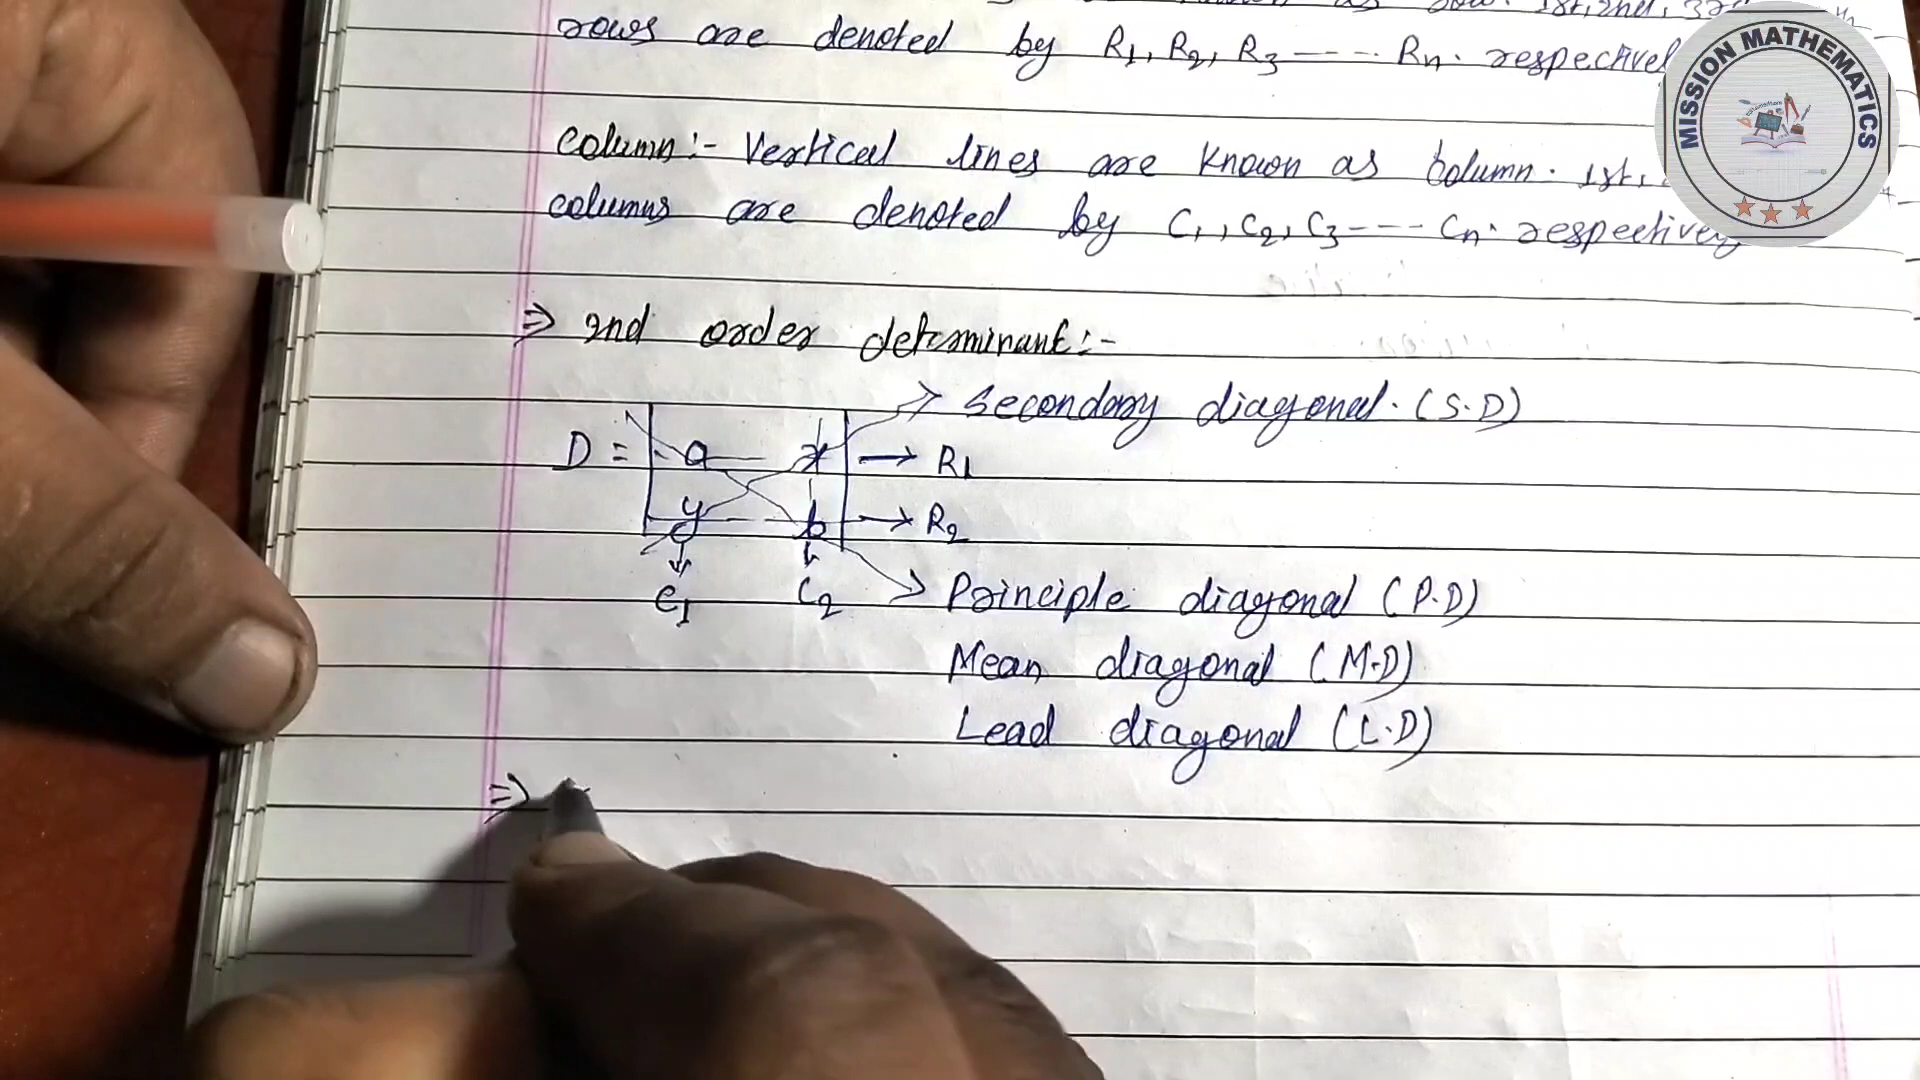 rows are denoted by R1, R2, R3 ---- Rn. respectivel
column:- Vertical lines are known as column. 1st,
columns are denoted by C1, C2, C3 --- Cn. respectively
⇒ 2nd order determinant:-
→ Secondary diagonal. (S.D)
D = | a x | → R1
y b → R2
C1 C2 → Principle diagonal (P.D)
Mean diagonal (M.D)
Lead diagonal (L.D)
⇒
MISSION MATHEMATICS